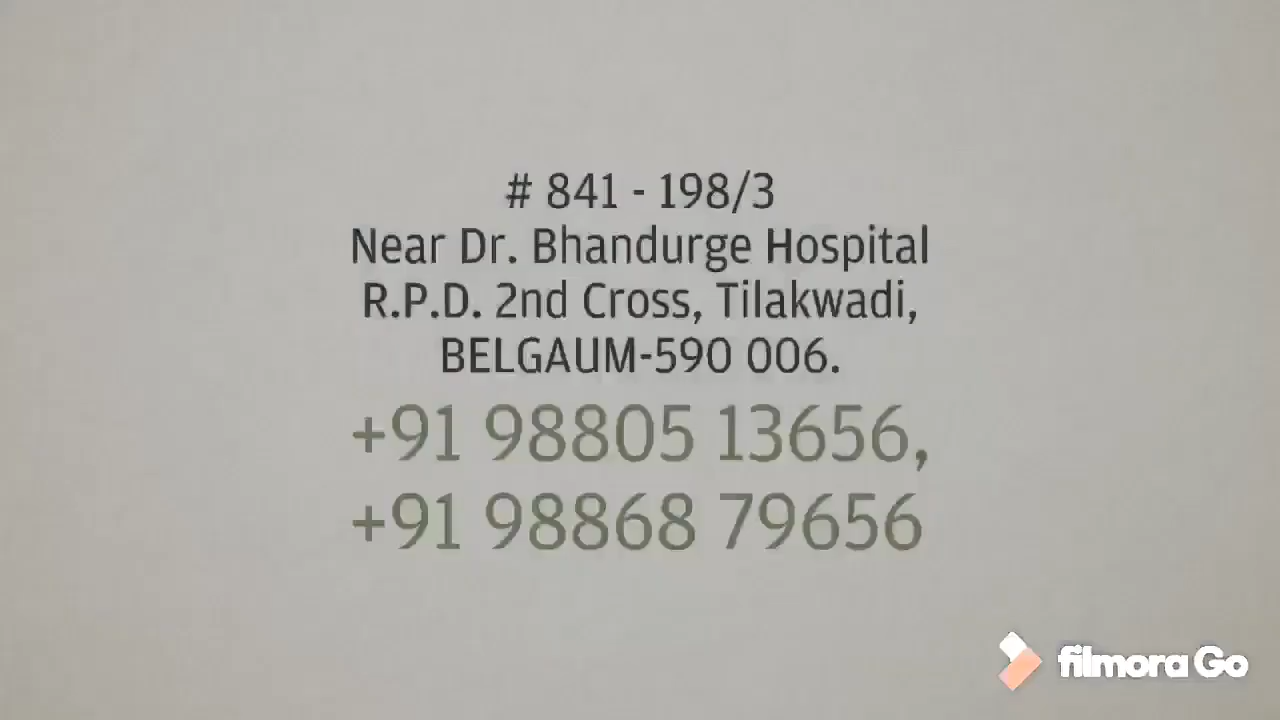 # 841 - 198/3
Near Dr. Bhandurge Hospital
R.P.D. 2nd Cross, Tilakwadi,
BELGAUM-590 006.
+91 98805 13656,
+91 98868 79656
filmora Go